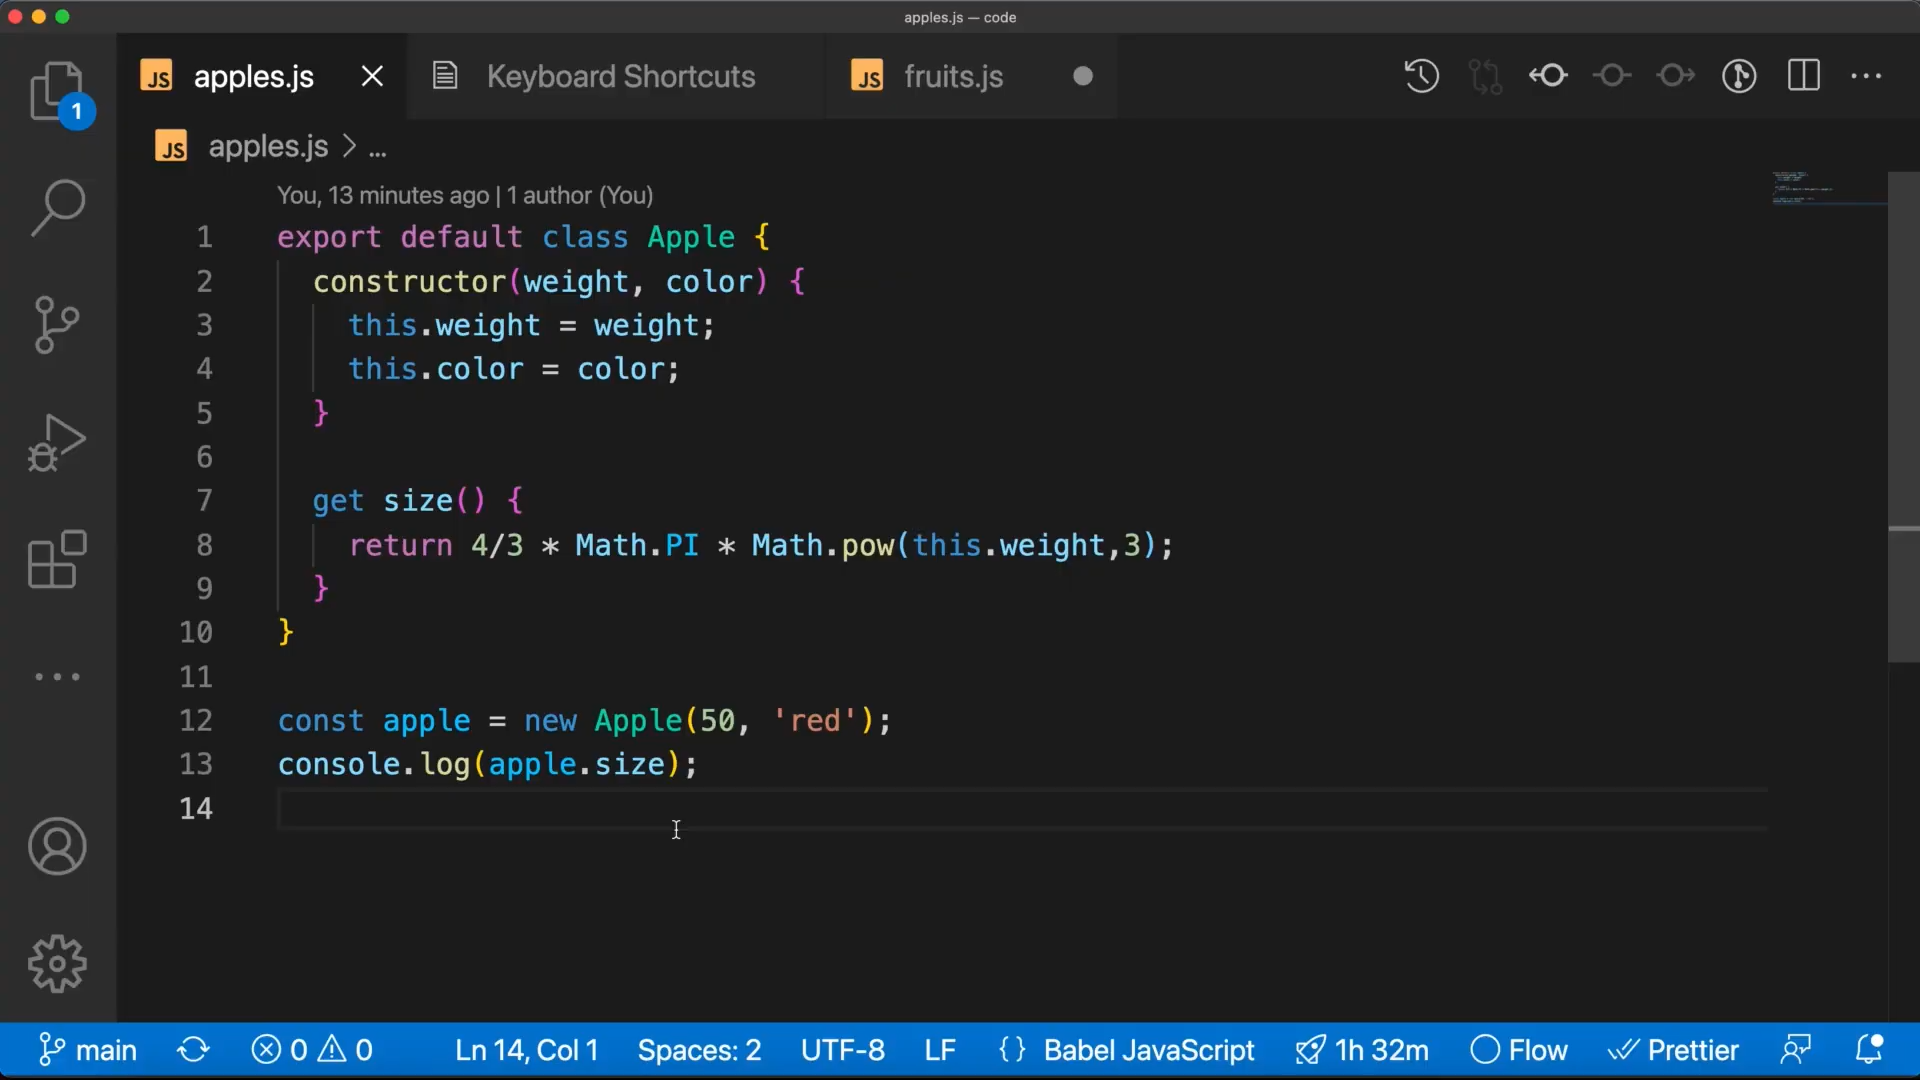 apples.js — code
JS apples.js Keyboard Shortcuts JS fruits.js
1
JS apples.js > ...
You, 13 minutes ago | 1 author (You)
1 export default class Apple {
2 constructor(weight, color) {
3 this.weight = weight;
4 this.color = color;
5 }
6
7 get size() {
8 return 4/3 * Math.PI * Math.pow(this.weight,3);
9 }
10 }
11
12 const apple = new Apple(50, 'red');
13 console.log(apple.size);
14
main 0 0 Ln 14, Col 1 Spaces: 2 UTF-8 LF {} Babel JavaScript 1h 32m Flow Prettier